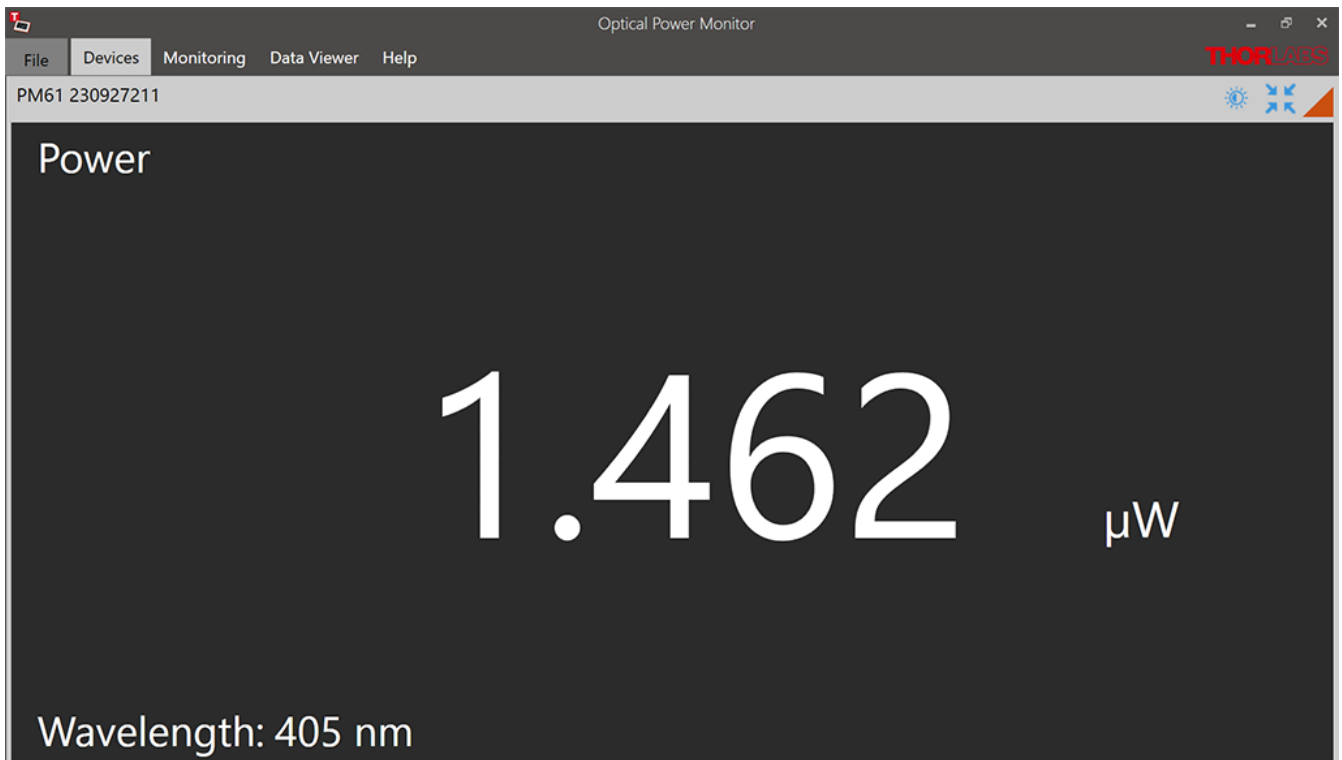 Optical Power Monitor
File Devices Monitoring Data Viewer Help THORLABS
PM61 230927211
Power
1.462 µW
Wavelength: 405 nm